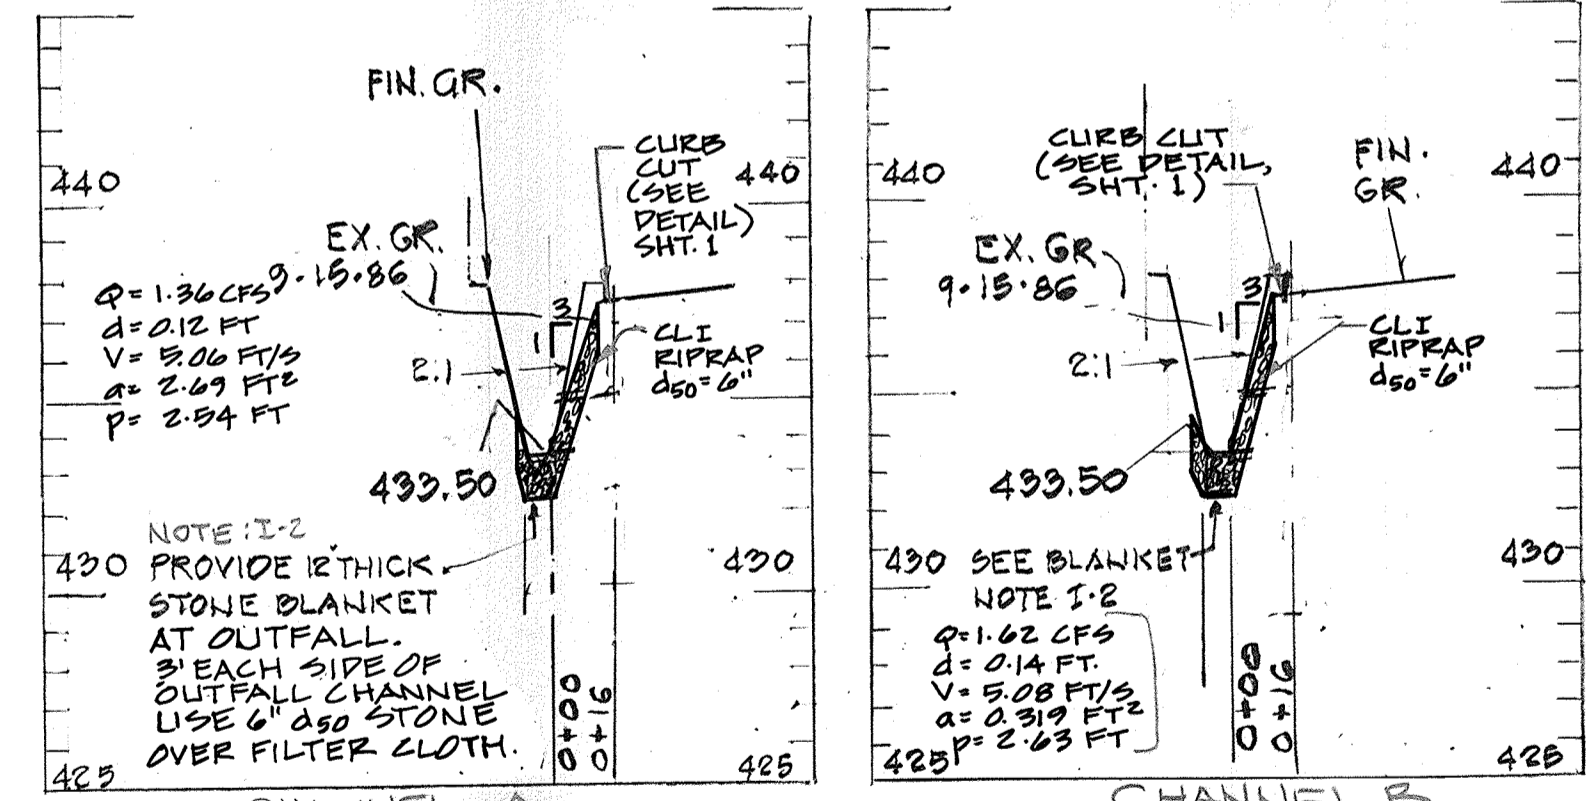 FIN. GR.
CURB
CUT
(SEE
DETAIL)
SHT. 1
440
440
EX. GR.
9.15.86
Q= 1.36 CFS
d= 0.12 FT
V= 5.06 FT/S
a= 2.69 FT²
P= 2.54 FT
3
1
2:1
CLI
RIPRAP
d50=6"
433.50
NOTE: I-2
430
PROVIDE 12" THICK
STONE BLANKET
AT OUTFALL.
3' EACH SIDE OF
OUTFALL CHANNEL
USE 6" d50 STONE
OVER FILTER CLOTH.
430
0+00
0+16
425
425
CURB CUT
(SEE DETAIL,
SHT. 1)
FIN.
GR.
440
440
EX. GR
9.15.86
3
1
2:1
CLI
RIPRAP
d50=6"
433.50
430
SEE BLANKET
NOTE I-2
430
Q=1.62 CFS
d= 0.14 FT.
V= 5.08 FT/S
a= 0.319 FT²
P= 2.63 FT
0+00
0+16
425
425
CHANNEL B